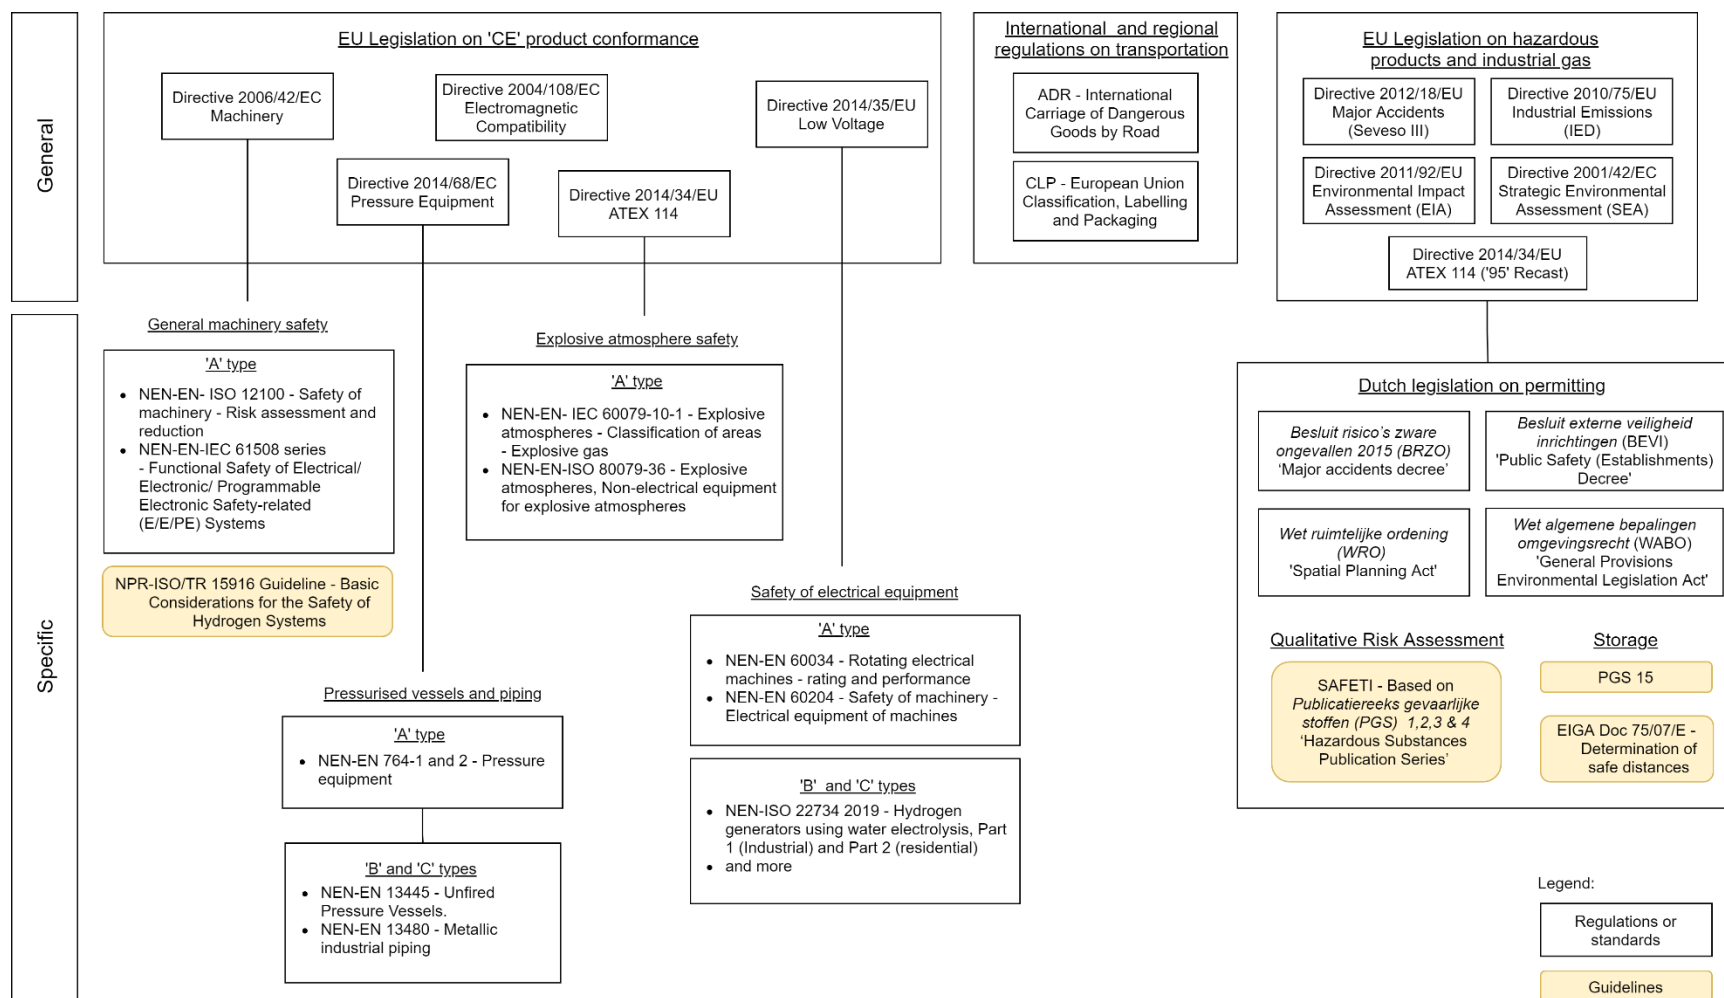 General
EU Legislation on 'CE' product conformance
Directive 2006/42/EC
Machinery
Directive 2004/108/EC
Electromagnetic
Compatibility
Directive 2014/35/EU
Low Voltage
Directive 2014/68/EC
Pressure Equipment
Directive 2014/34/EU
ATEX 114
International and regional
regulations on transportation
ADR - International
Carriage of Dangerous
Goods by Road
CLP - European Union
Classification, Labelling
and Packaging
EU Legislation on hazardous
products and industrial gas
Directive 2012/18/EU
Major Accidents
(Seveso III)
Directive 2010/75/EU
Industrial Emissions
(IED)
Directive 2011/92/EU
Environmental Impact
Assessment (EIA)
Directive 2001/42/EC
Strategic Environmental
Assessment (SEA)
Directive 2014/34/EU
ATEX 114 ('95' Recast)
Specific
General machinery safety
'A' type
• NEN-EN- ISO 12100 - Safety of
machinery - Risk assessment and
reduction
• NEN-EN-IEC 61508 series
- Functional Safety of Electrical/
Electronic/ Programmable
Electronic Safety-related
(E/E/PE) Systems
NPR-ISO/TR 15916 Guideline - Basic
Considerations for the Safety of
Hydrogen Systems
Pressurised vessels and piping
'A' type
• NEN-EN 764-1 and 2 - Pressure
equipment
'B' and 'C' types
• NEN-EN 13445 - Unfired
Pressure Vessels.
• NEN-EN 13480 - Metallic
industrial piping
Explosive atmosphere safety
'A' type
• NEN-EN- IEC 60079-10-1 - Explosive
atmospheres - Classification of areas
- Explosive gas
• NEN-EN-ISO 80079-36 - Explosive
atmospheres, Non-electrical equipment
for explosive atmospheres
Safety of electrical equipment
'A' type
• NEN-EN 60034 - Rotating electrical
machines - rating and performance
• NEN-EN 60204 - Safety of machinery -
Electrical equipment of machines
'B' and 'C' types
• NEN-ISO 22734 2019 - Hydrogen
generators using water electrolysis, Part
1 (Industrial) and Part 2 (residential)
• and more
Dutch legislation on permitting
Besluit risico's zware
ongevallen 2015 (BRZO)
‘Major accidents decree’
Besluit externe veiligheid
inrichtingen (BEVI)
'Public Safety (Establishments)
Decree'
Wet ruimtelijke ordening
(WRO)
'Spatial Planning Act'
Wet algemene bepalingen
omgevingsrecht (WABO)
'General Provisions
Environmental Legislation Act'
Qualitative Risk Assessment
SAFETI - Based on
Publicatiereeks gevaarlijke
stoffen (PGS) 1,2,3 & 4
‘Hazardous Substances
Publication Series’
Storage
PGS 15
EIGA Doc 75/07/E -
Determination of
safe distances
Legend:
Regulations or
standards
Guidelines